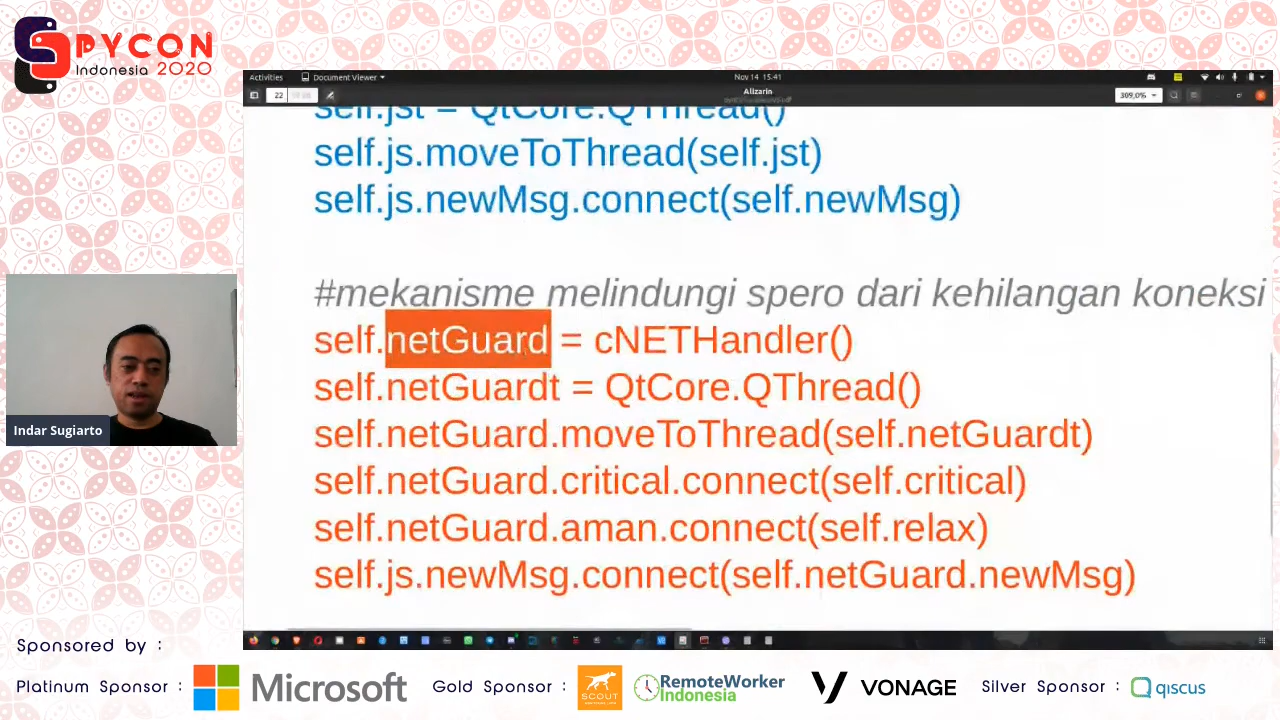 PYCON
Indonesia 2020
Activities
Document Viewer
Nov 14 15.41
22
Alizarin
309,0%
self.jst = QtCore.QThread()
self.js.moveToThread(self.jst)
self.js.newMsg.connect(self.newMsg)
#mekanisme melindungi spero dari kehilangan koneksi
self.netGuard = cNETHandler()
self.netGuardt = QtCore.QThread()
self.netGuard.moveToThread(self.netGuardt)
self.netGuard.critical.connect(self.critical)
self.netGuard.aman.connect(self.relax)
self.js.newMsg.connect(self.netGuard.newMsg)
Indar Sugiarto
Sponsored by :
Platinum Sponsor :
Microsoft
Gold Sponsor :
SCOUT
RemoteWorker
Indonesia
VONAGE
Silver Sponsor :
qiscus